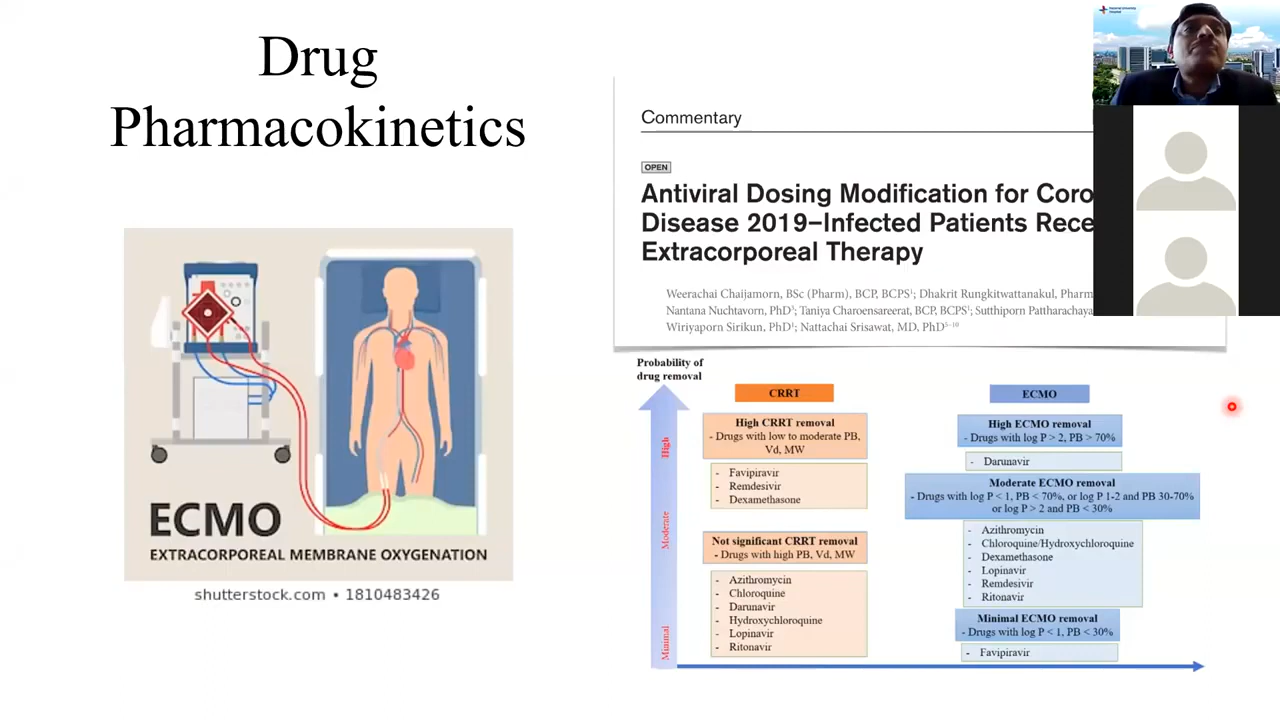 Drug
Pharmacokinetics
ECMO
EXTRACORPOREAL MEMBRANE OXYGENATION
shutterstock.com • 1810483426
Commentary
OPEN
Antiviral Dosing Modification for Coro
Disease 2019–Infected Patients Rece
Extracorporeal Therapy
Weerachai Chaijamorn, BSc (Pharm), BCP, BCPS¹; Dhakrit Rungkitwattanakul, Pharm
Nantana Nuchtavorn, PhD³; Taniya Charoensareerat, BCP, BCPS¹; Sutthiporn Pattharachaya
Wiriyaporn Sirikun, PhD¹; Nattachai Srisawat, MD, PhD⁵⁻¹⁰
Probability of
drug removal
High
Moderate
Minimal
CRRT
High CRRT removal
- Drugs with low to moderate PB,
Vd, MW
- Favipiravir
- Remdesivir
- Dexamethasone
Not significant CRRT removal
- Drugs with high PB, Vd, MW
- Azithromycin
- Chloroquine
- Darunavir
- Hydroxychloroquine
- Lopinavir
- Ritonavir
ECMO
High ECMO removal
- Drugs with log P > 2, PB > 70%
- Darunavir
Moderate ECMO removal
- Drugs with log P < 1, PB < 70%, or log P 1-2 and PB 30-70%
or log P > 2 and PB < 30%
- Azithromycin
- Chloroquine/Hydroxychloroquine
- Dexamethasone
- Lopinavir
- Remdesivir
- Ritonavir
Minimal ECMO removal
- Drugs with log P < 1, PB < 30%
- Favipiravir